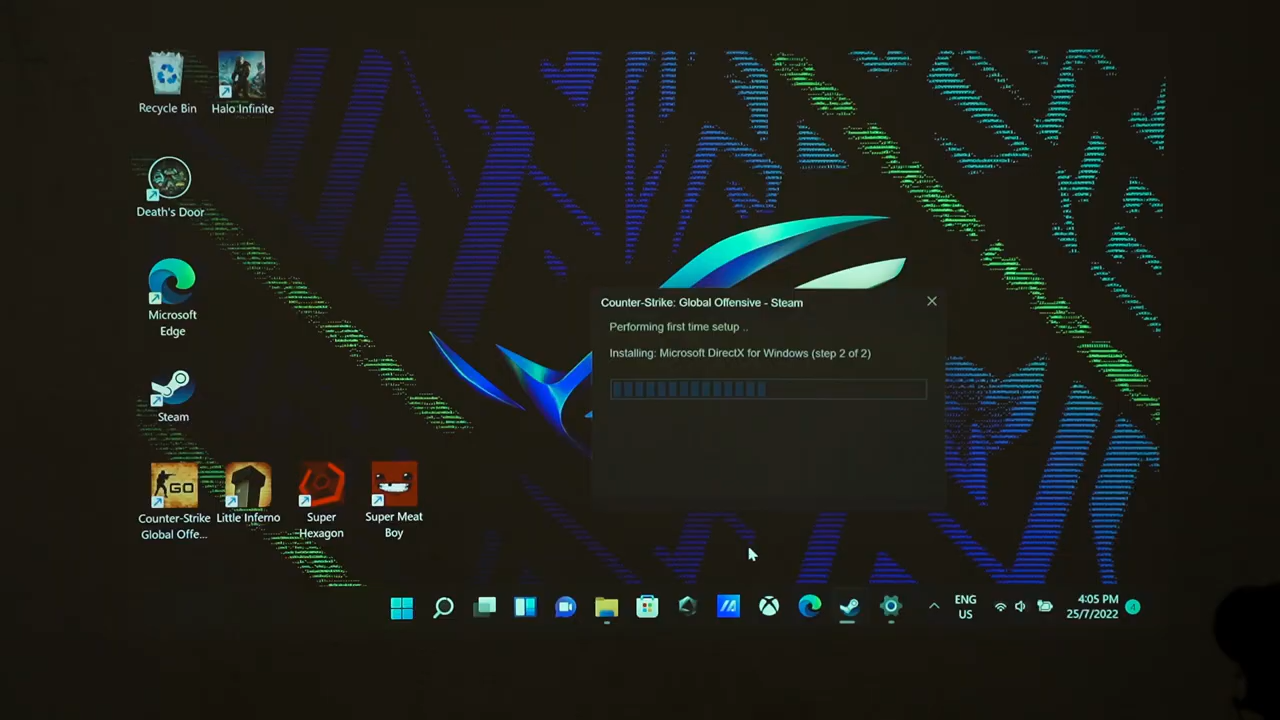 Recycle Bin
Halo Infinite
Death's Door
Microsoft
Edge
Counter-Strike: Global Offensive - Steam
Performing first time setup ..
Installing: Microsoft DirectX for Windows (step 2 of 2)
Steam
GO
Counter-Strike
Global Offe...
Little Inferno
Super
Hexagon
Super Meat
Boy
ENG
US
4:05 PM
25/7/2022
4